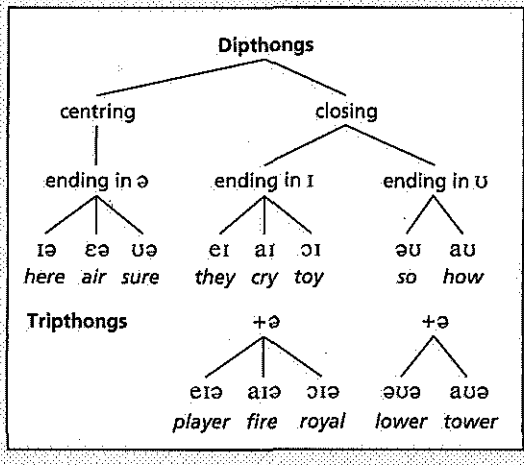 Dipthongs
centring closing
ending in ə ending in ɪ ending in ʊ
ɪə ɛə ʊə eɪ aɪ ɔɪ əʊ aʊ
here air sure they cry toy so how
Tripthongs +ə +ə
eɪə aɪə ɔɪə əʊə aʊə
player fire royal lower tower